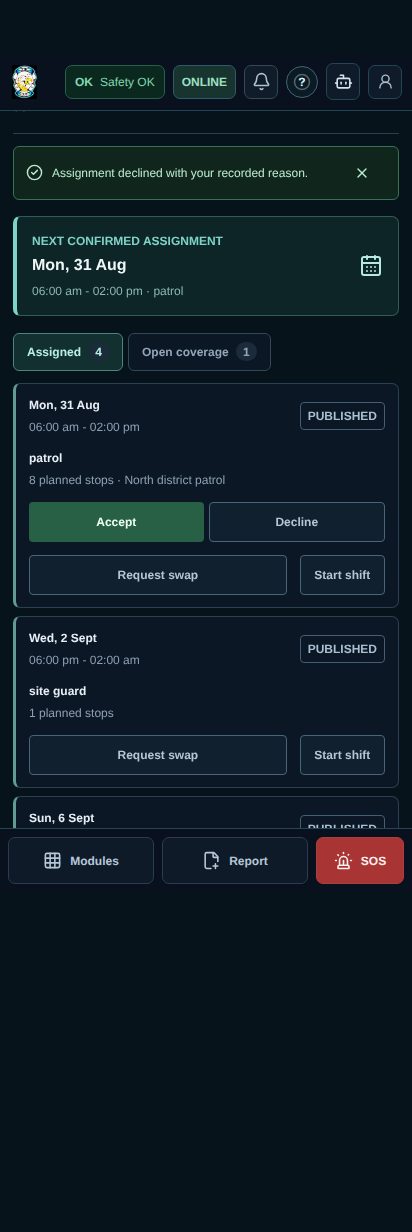 OK Safety OK
ONLINE
?
Assignment declined with your recorded reason.
NEXT CONFIRMED ASSIGNMENT
Mon, 31 Aug
06:00 am - 02:00 pm · patrol
Assigned 4
Open coverage 1
Mon, 31 Aug
PUBLISHED
06:00 am - 02:00 pm
patrol
8 planned stops · North district patrol
Accept
Decline
Request swap
Start shift
Wed, 2 Sept
PUBLISHED
06:00 pm - 02:00 am
site guard
1 planned stops
Request swap
Start shift
Sun, 6 Sept
PUBLISHED
Modules
Report
SOS